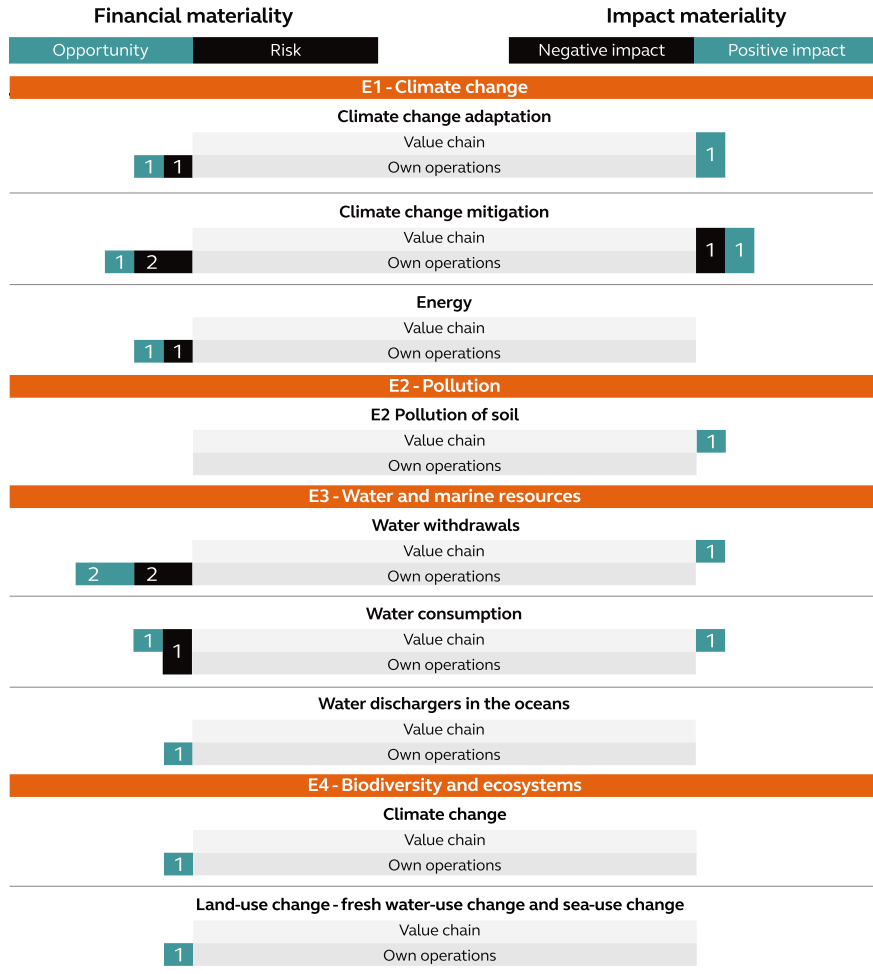 Financial materiality Impact materiality
Opportunity Risk Negative impact Positive impact
E1 - Climate change
Climate change adaptation
Value chain
1
1 1 Own operations
Climate change mitigation
Value chain
1 1
1 2 Own operations
Energy
Value chain
1 1 Own operations
E2 - Pollution
E2 Pollution of soil
Value chain 1
Own operations
E3 - Water and marine resources
Water withdrawals
Value chain 1
2 2 Own operations
Water consumption
1 Value chain 1
1
Own operations
Water dischargers in the oceans
Value chain
1 Own operations
E4 - Biodiversity and ecosystems
Climate change
Value chain
1 Own operations
Land-use change - fresh water-use change and sea-use change
Value chain
1 Own operations